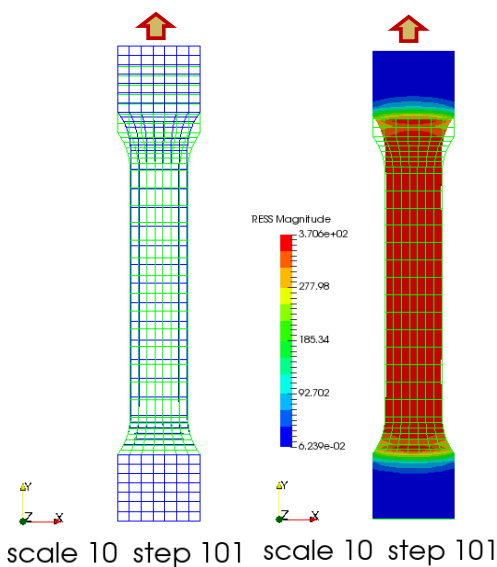 RESS Magnitude
3.706e+02
277.98
185.34
92.702
6.239e-02
Y
Z X
Y
Z X
scale 10 step 101
scale 10 step 101